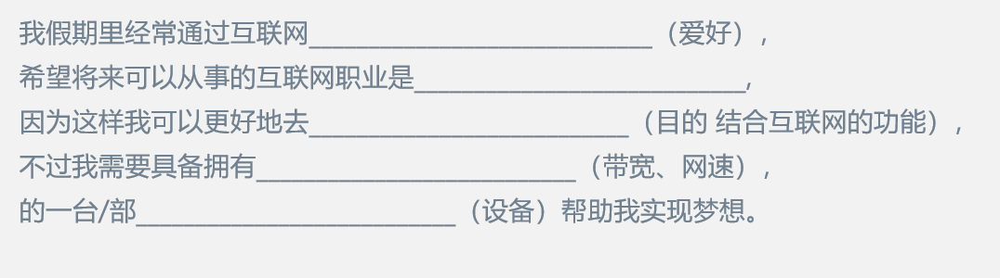 我假期里经常通过互联网__________________________（爱好），
希望将来可以从事的互联网职业是_________________________,
因为这样我可以更好地去________________________（目的 结合互联网的功能），
不过我需要具备拥有________________________（带宽、网速），
的一台/部________________________（设备）帮助我实现梦想。